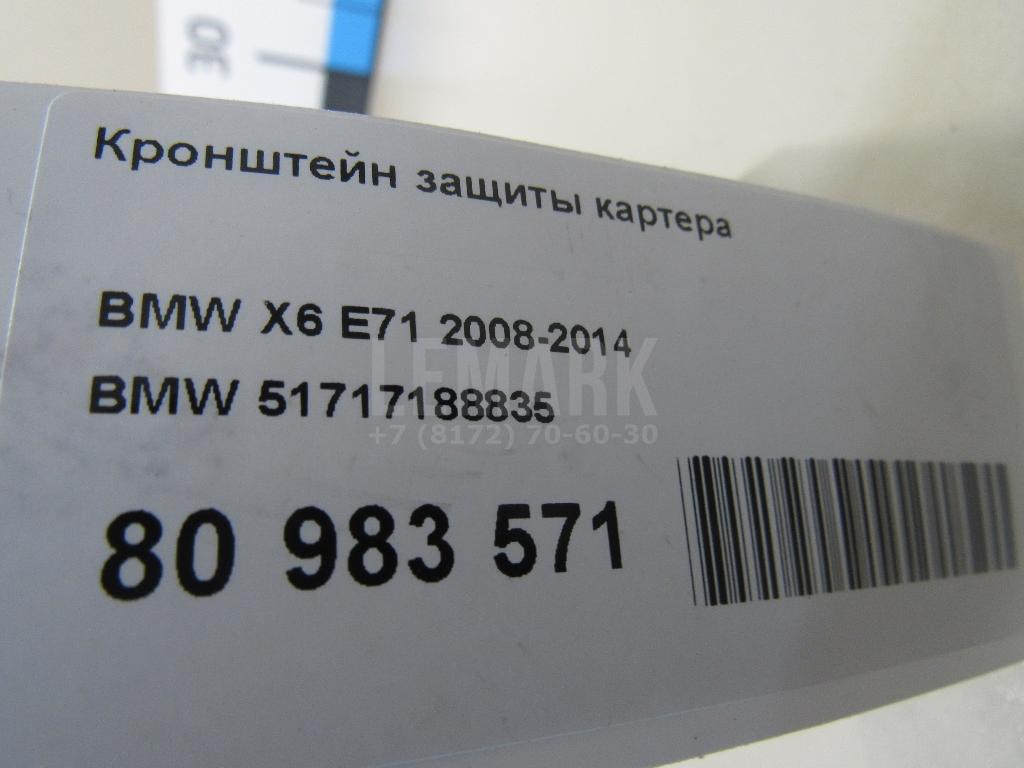 30
Кронштейн защиты картера
BMW X6 E71 2008-2014
BMW 51717188835
LEMARK
+7 (8172) 70-60-30
80 983 571